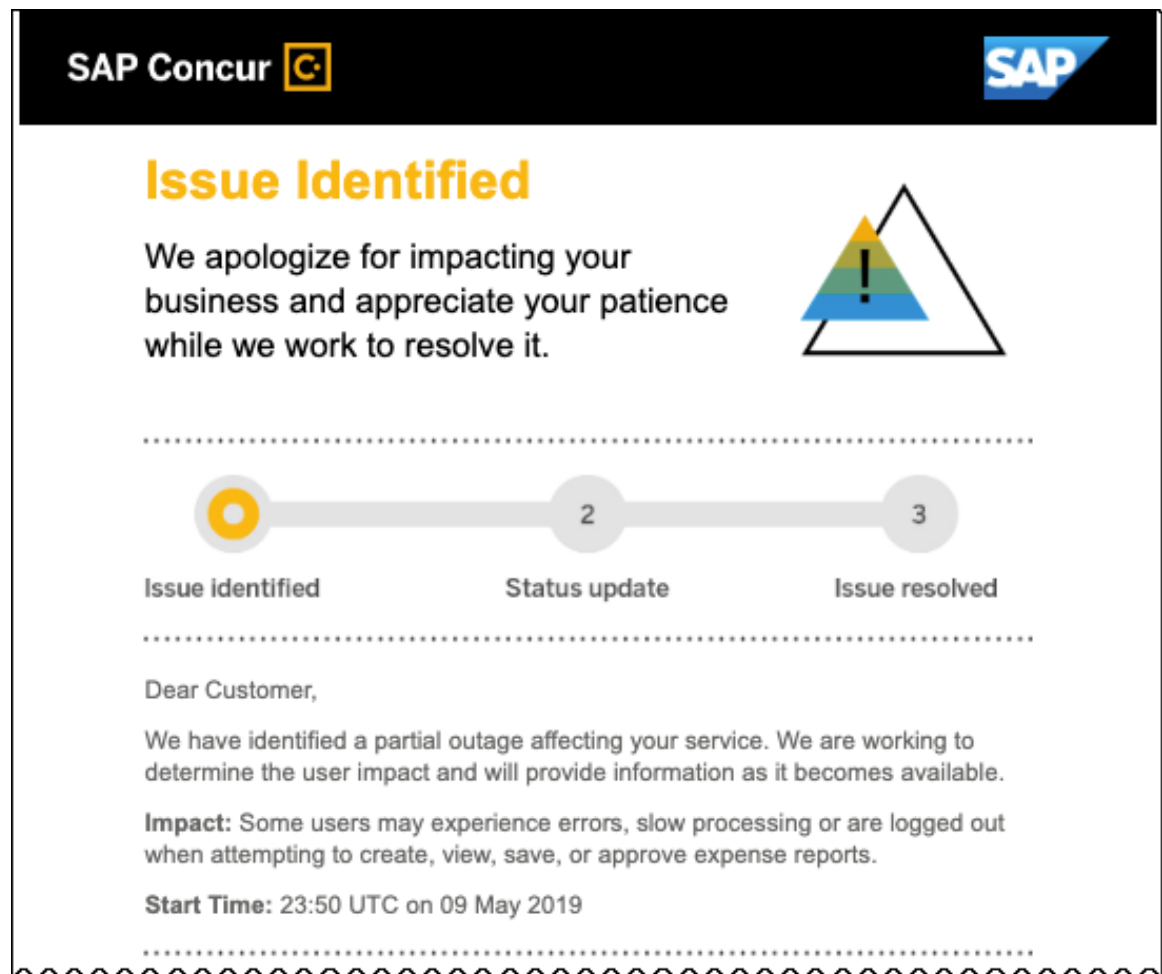 SAP Concur C
SAP
Issue Identified
We apologize for impacting your
business and appreciate your patience
while we work to resolve it.
!
2
3
Issue identified
Status update
Issue resolved
Dear Customer,
We have identified a partial outage affecting your service. We are working to
determine the user impact and will provide information as it becomes available.
Impact: Some users may experience errors, slow processing or are logged out
when attempting to create, view, save, or approve expense reports.
Start Time: 23:50 UTC on 09 May 2019